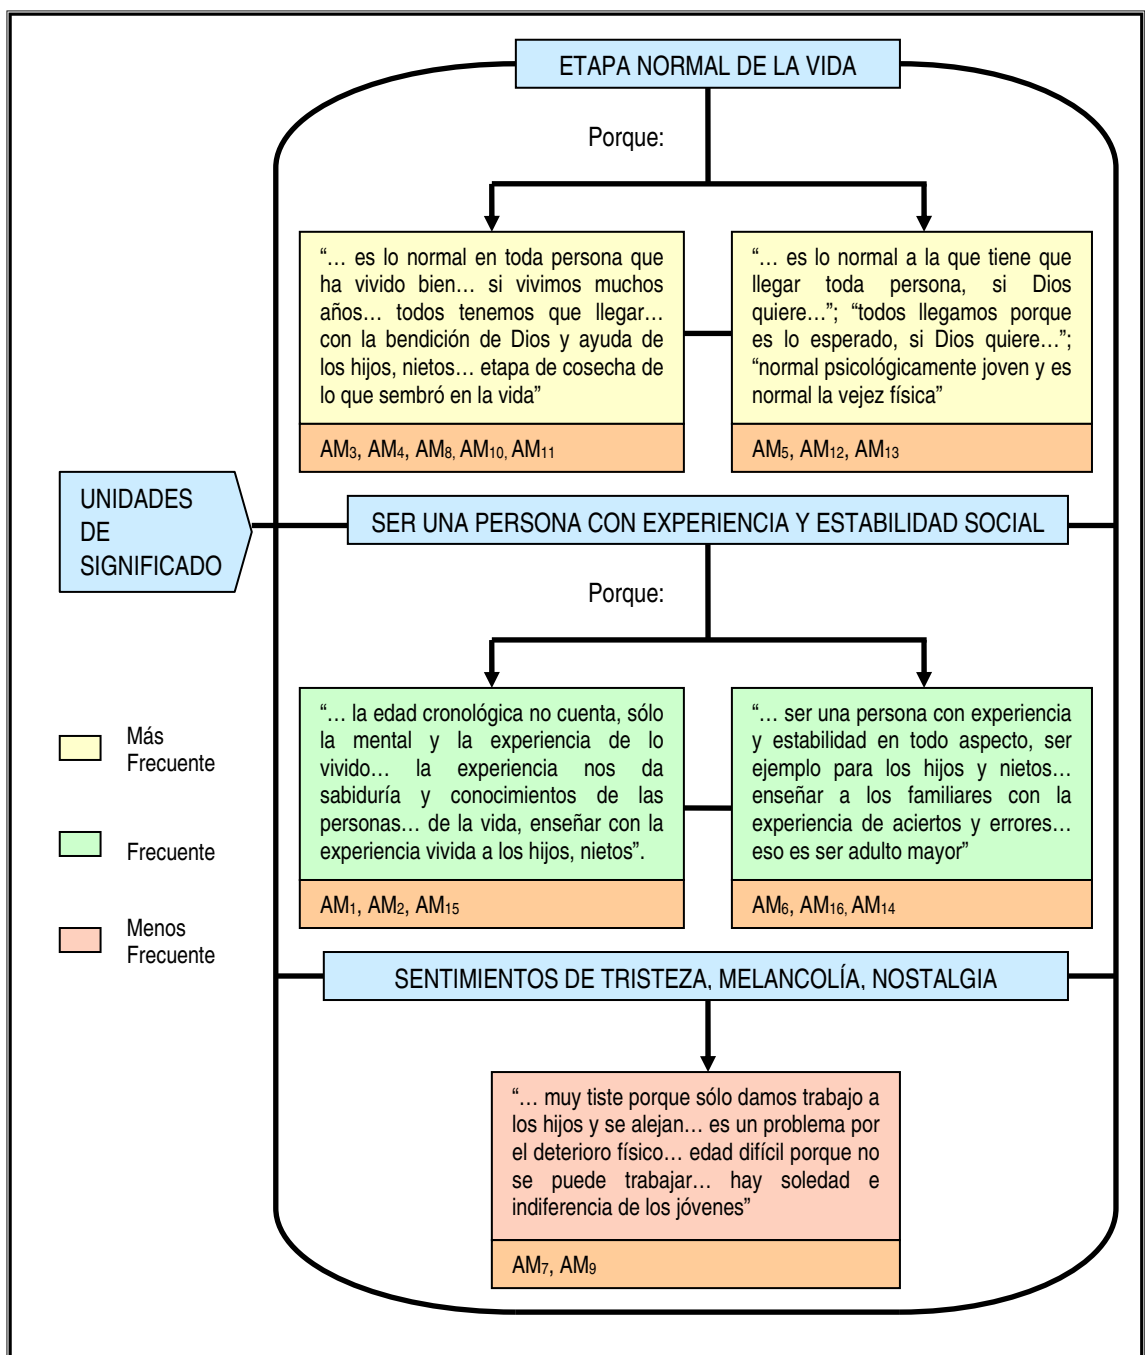 ETAPA NORMAL DE LA VIDA
Porque:
“… es lo normal en toda persona que
ha vivido bien… si vivimos muchos
años… todos tenemos que llegar…
con la bendición de Dios y ayuda de
los hijos, nietos… etapa de cosecha de
lo que sembró en la vida”
AM₃, AM₄, AM₈, AM₁₀, AM₁₁
“… es lo normal a la que tiene que
llegar toda persona, si Dios
quiere…”; “todos llegamos porque
es lo esperado, si Dios quiere…”;
“normal psicológicamente joven y es
normal la vejez física”
AM₅, AM₁₂, AM₁₃
UNIDADES
DE
SIGNIFICADO
SER UNA PERSONA CON EXPERIENCIA Y ESTABILIDAD SOCIAL
Porque:
“… la edad cronológica no cuenta, sólo
la mental y la experiencia de lo
vivido… la experiencia nos da
sabiduría y conocimientos de las
personas… de la vida, enseñar con la
experiencia vivida a los hijos, nietos”.
AM₁, AM₂, AM₁₅
“… ser una persona con experiencia
y estabilidad en todo aspecto, ser
ejemplo para los hijos y nietos…
enseñar a los familiares con la
experiencia de aciertos y errores…
eso es ser adulto mayor”
AM₆, AM₁₆, AM₁₄
Más
Frecuente
Frecuente
Menos
Frecuente
SENTIMIENTOS DE TRISTEZA, MELANCOLÍA, NOSTALGIA
“… muy tiste porque sólo damos trabajo a
los hijos y se alejan… es un problema por
el deterioro físico… edad difícil porque no
se puede trabajar… hay soledad e
indiferencia de los jóvenes”
AM₇, AM₉